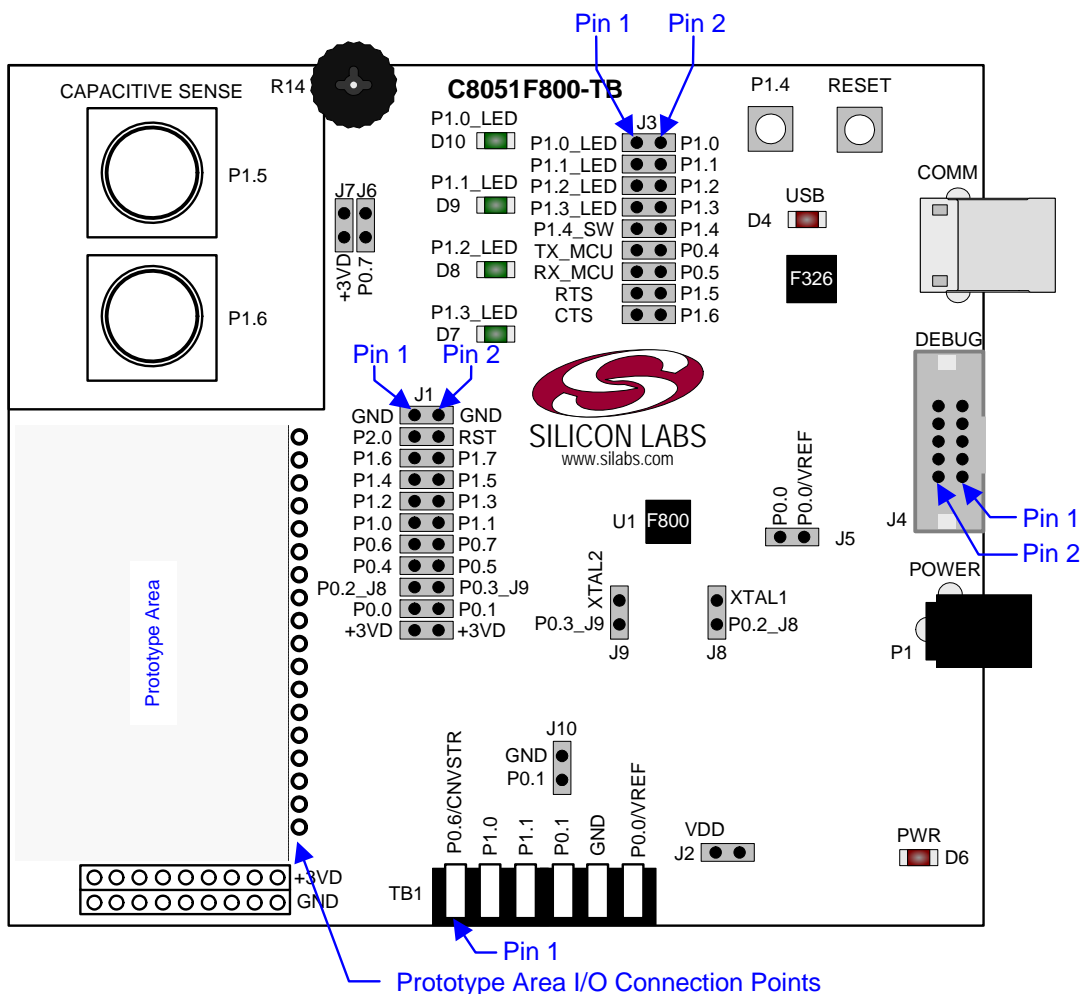 Pin 1
Pin 2
CAPACITIVE SENSE
R14
C8051F800-TB
P1.4
RESET
P1.5
P1.6
J7
J6
+3VD
P0.7
P1.0_LED
D10
P1.1_LED
D9
P1.2_LED
D8
P1.3_LED
D7
J3
P1.0_LED P1.0
P1.1_LED P1.1
P1.2_LED P1.2
P1.3_LED P1.3
P1.4_SW P1.4
TX_MCU P0.4
RX_MCU P0.5
RTS P1.5
CTS P1.6
USB
D4
F326
COMM
DEBUG
J4
Pin 1
Pin 2
Pin 1
Pin 2
J1
GND GND
P2.0 RST
P1.6 P1.7
P1.4 P1.5
P1.2 P1.3
P1.0 P1.1
P0.6 P0.7
P0.4 P0.5
P0.2_J8 P0.3_J9
P0.0 P0.1
+3VD +3VD
SILICON LABS
www.silabs.com
U1
F800
P0.0
P0.0/VREF
J5
XTAL2
P0.3_J9
J9
XTAL1
P0.2_J8
J8
POWER
P1
Prototype Area
J10
GND
P0.1
P0.6/CNVSTR
P1.0
P1.1
P0.1
GND
P0.0/VREF
TB1
VDD
J2
PWR
D6
+3VD
GND
Pin 1
Prototype Area I/O Connection Points